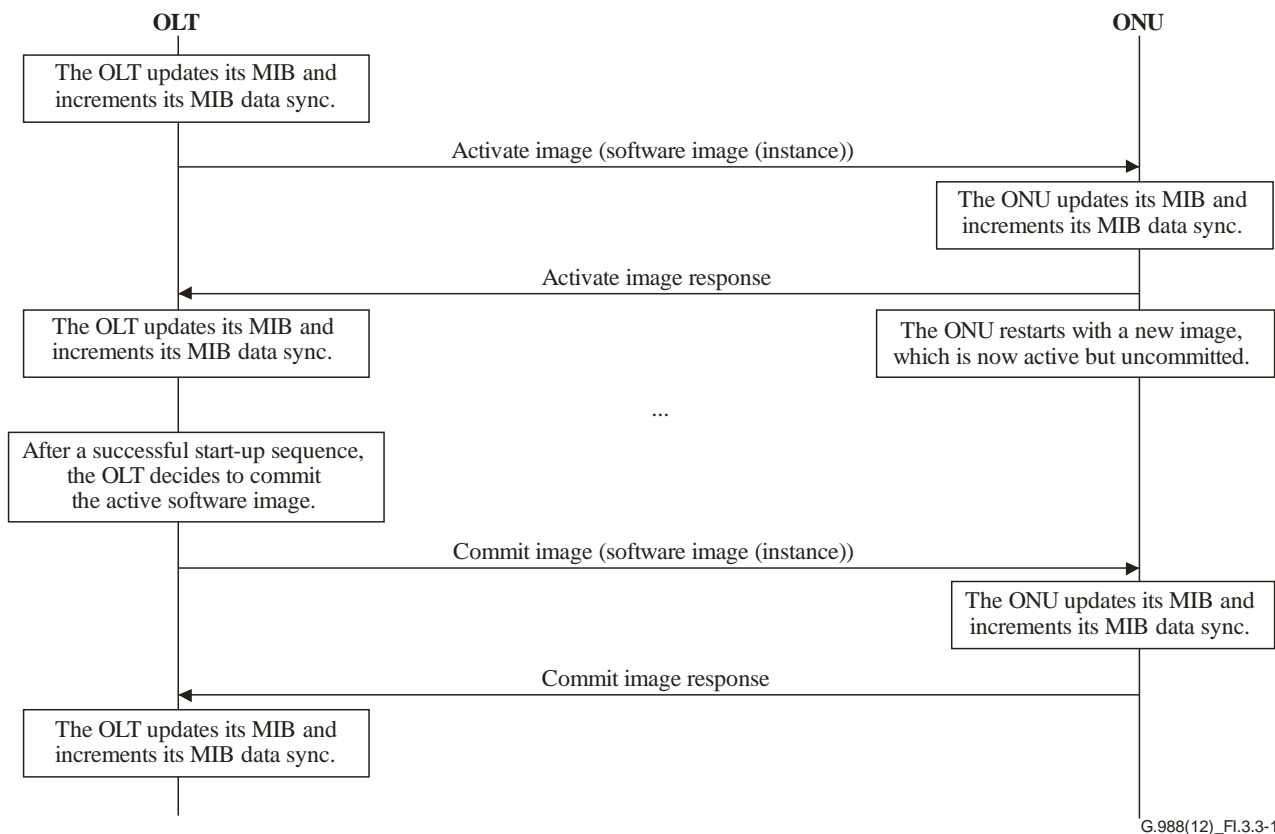 OLT
ONU
The OLT updates its MIB and
increments its MIB data sync.
Activate image (software image (instance))
The ONU updates its MIB and
increments its MIB data sync.
Activate image response
The OLT updates its MIB and
increments its MIB data sync.
The ONU restarts with a new image,
which is now active but uncommitted.
...
After a successful start-up sequence,
the OLT decides to commit
the active software image.
Commit image (software image (instance))
The ONU updates its MIB and
increments its MIB data sync.
Commit image response
The OLT updates its MIB and
increments its MIB data sync.
G.988(12)_FI.3.3-1